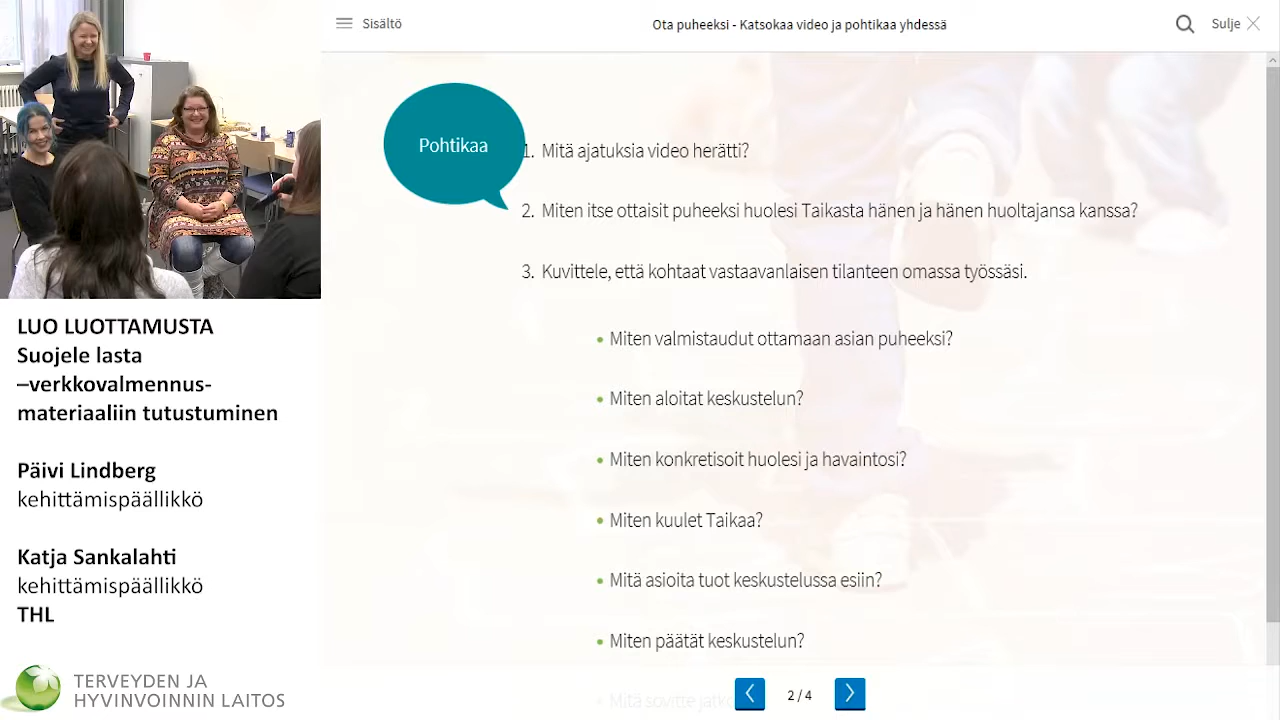 Sisältö
Ota puheeksi - Katsokaa video ja pohtikaa yhdessä
Sulje
Pohtikaa
1. Mitä ajatuksia video herätti?
2. Miten itse ottaisit puheeksi huolesi Taikasta hänen ja hänen huoltajansa kanssa?
3. Kuvittele, että kohtaat vastaavanlaisen tilanteen omassa työssäsi.
• Miten valmistaudut ottamaan asian puheeksi?
• Miten aloitat keskustelun?
• Miten konkretisoit huolesi ja havaintosi?
• Miten kuulet Taikaa?
• Mitä asioita tuot keskustelussa esiin?
• Miten päätät keskustelun?
Mitä sovitte
2 / 4
LUO LUOTTAMUSTA
Suojele lasta
–verkkovalmennus-
materiaaliin tutustuminen
Päivi Lindberg
kehittämispäällikkö
Katja Sankalahti
kehittämispäällikkö
THL
TERVEYDEN JA
HYVINVOINNIN LAITOS